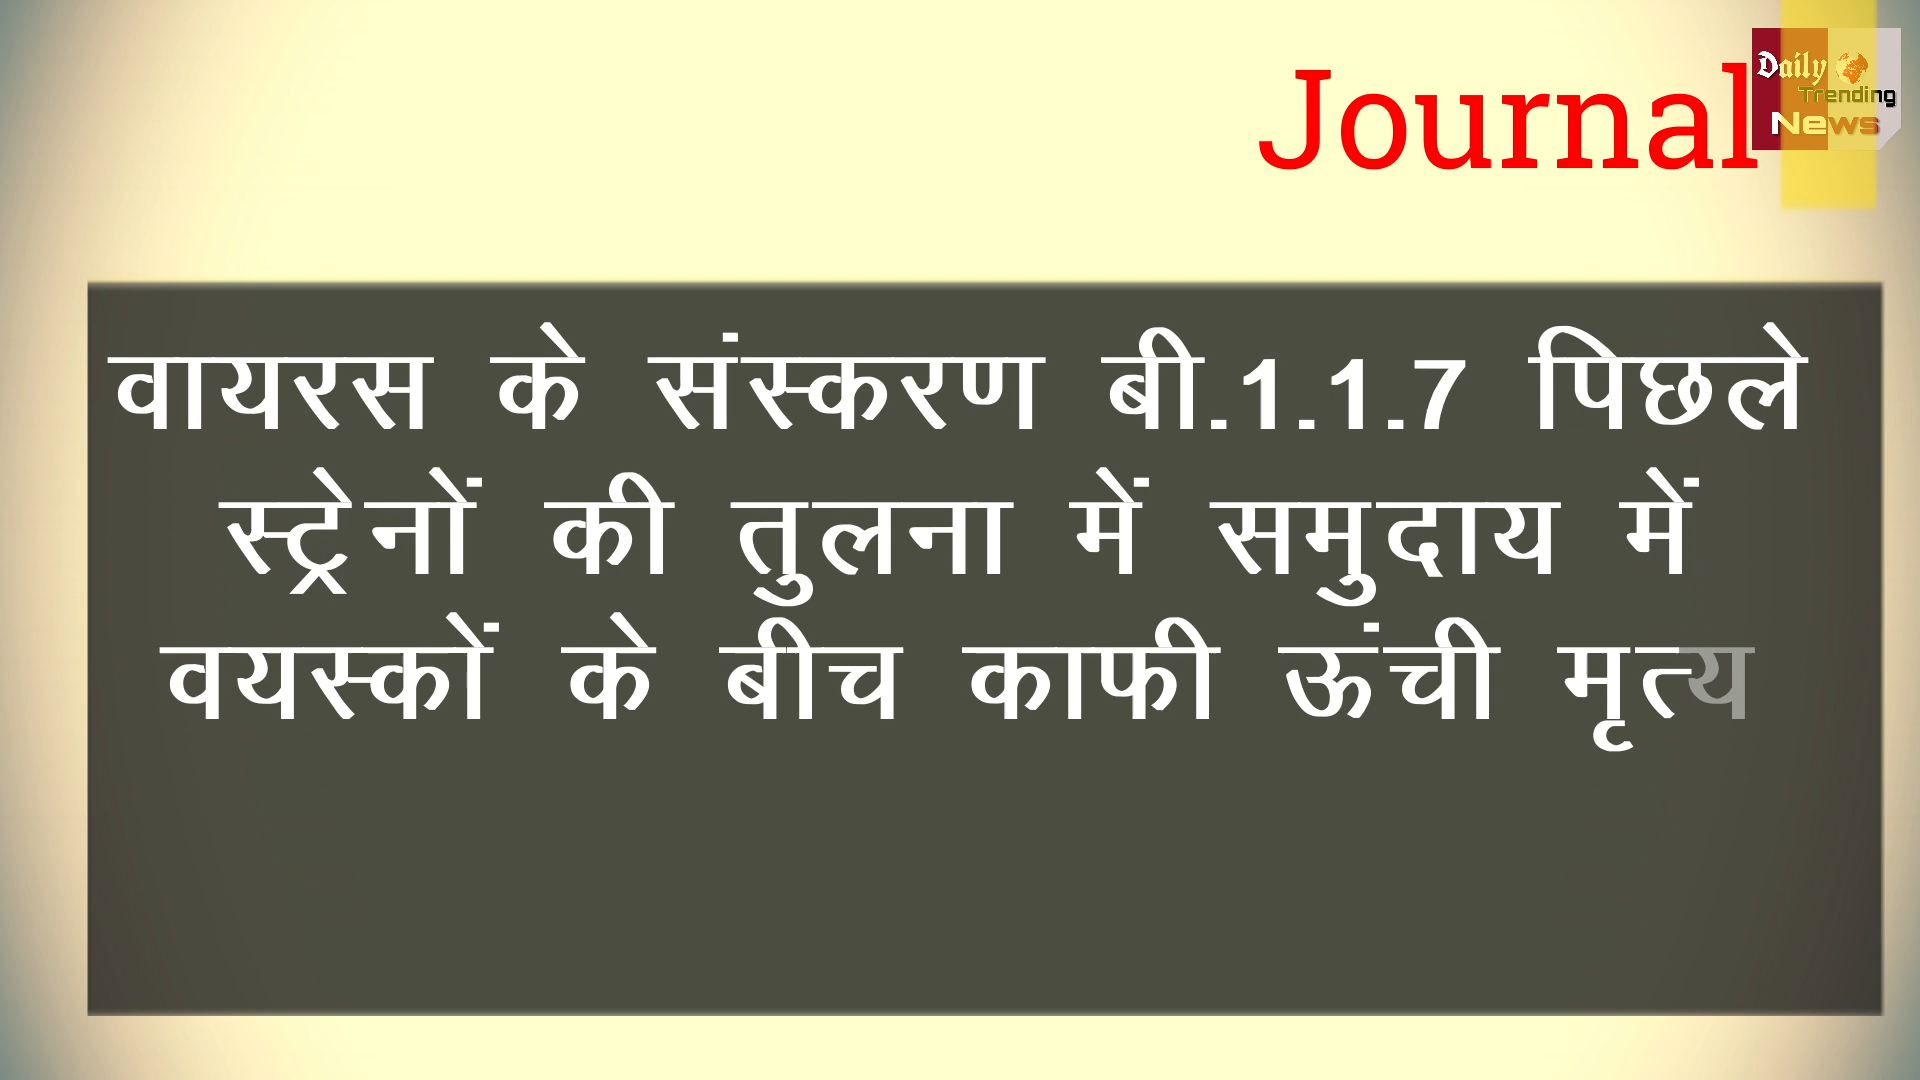 Journal
Daily
Trending
News
वायरस के संस्करण बी.1.1.7 पिछले
स्ट्रेनों की तुलना में समुदाय में
वयस्कों के बीच काफी ऊंची मृत्य